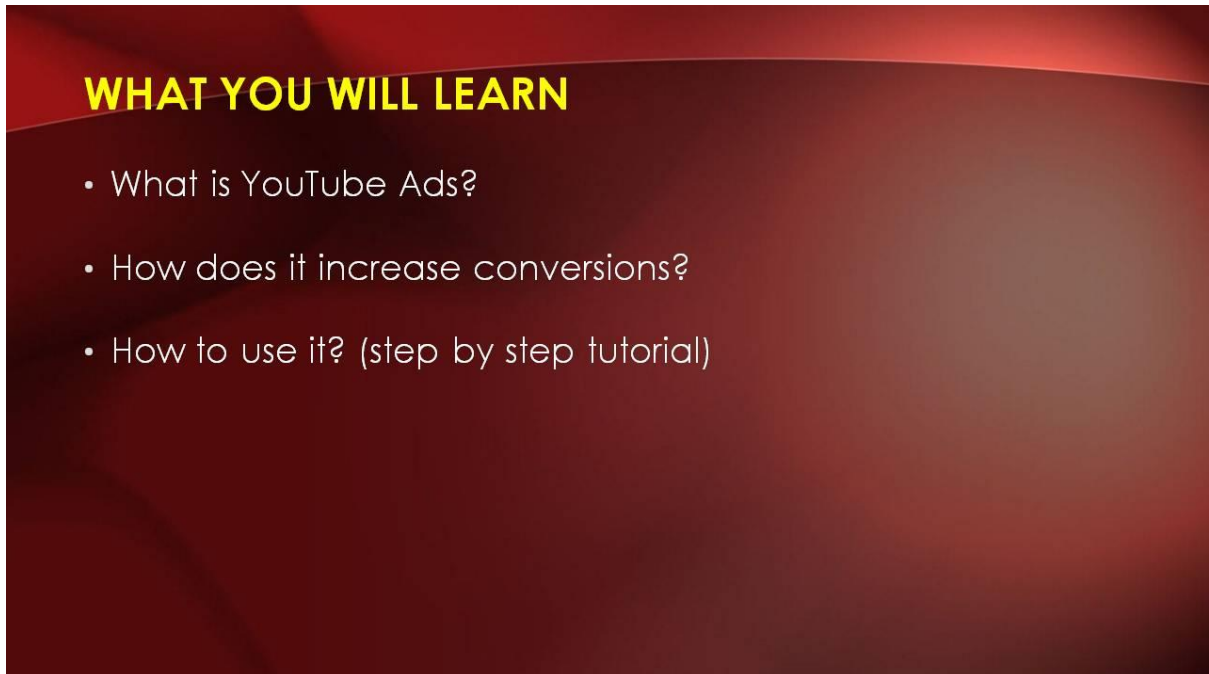 WHAT YOU WILL LEARN
• What is YouTube Ads?
• How does it increase conversions?
• How to use it? (step by step tutorial)